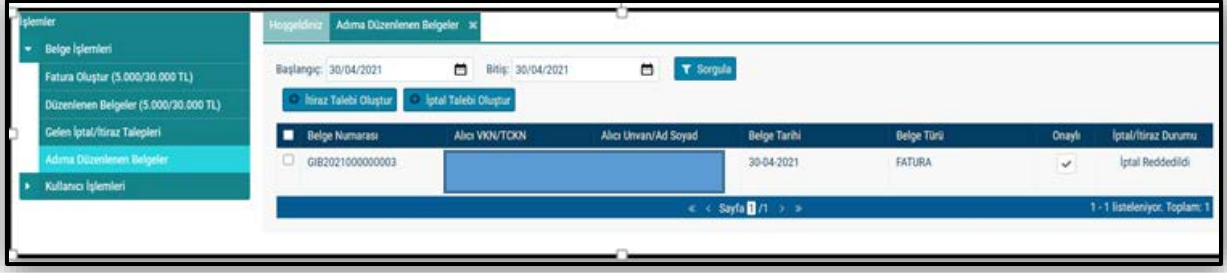 İşlemler
Belge İşlemleri
Fatura Oluştur (5.000/30.000 TL)
Düzenlenen Belgeler (5.000/30.000 TL)
Gelen İptal/İtiraz Talepleri
Adıma Düzenlenen Belgeler
Kullanıcı İşlemleri
Hoşgeldiniz Adıma Düzenlenen Belgeler
Başlangıç: 30/04/2021 Bitiş: 30/04/2021 Sorgula
İtiraz Talebi Oluştur İptal Talebi Oluştur
Belge Numarası Alıcı VKN/TCKN Alıcı Unvan/Ad Soyad Belge Tarihi Belge Türü Onaylı İptal/İtiraz Durumu
GIB2021000000003 30-04-2021 FATURA İptal Reddedildi
« < Sayfa 1 /1 > » 1 - 1 listeleniyor. Toplam: 1